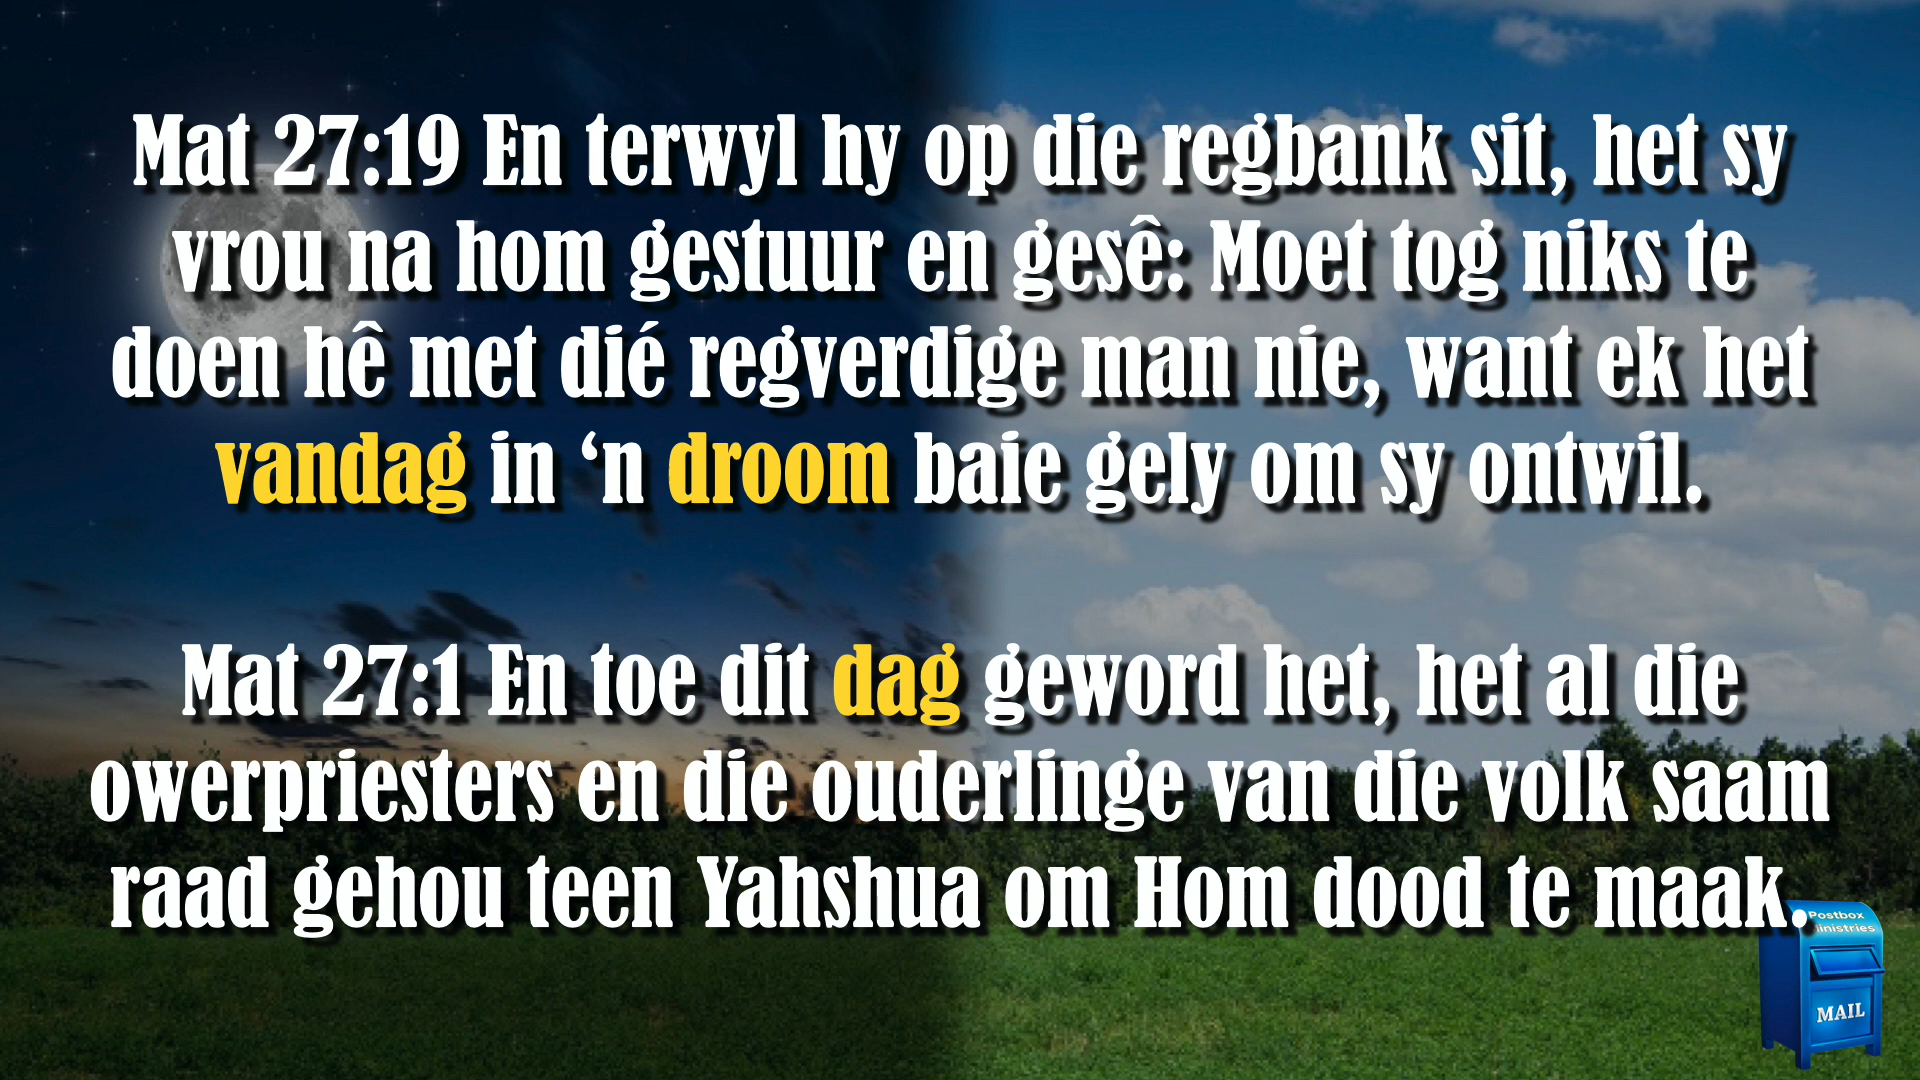 Mat 27:19 En terwyl hy op die regbank sit, het sy
vrou na hom gestuur en gesê: Moet tog niks te
doen hê met dié regverdige man nie, want ek het
vandag in ‘n droom baie gely om sy ontwil.
Mat 27:1 En toe dit dag geword het, het al die
owerpriesters en die ouderlinge van die volk saam
raad gehou teen Yahshua om Hom dood te maak.
Postbox
inistries
MAIL